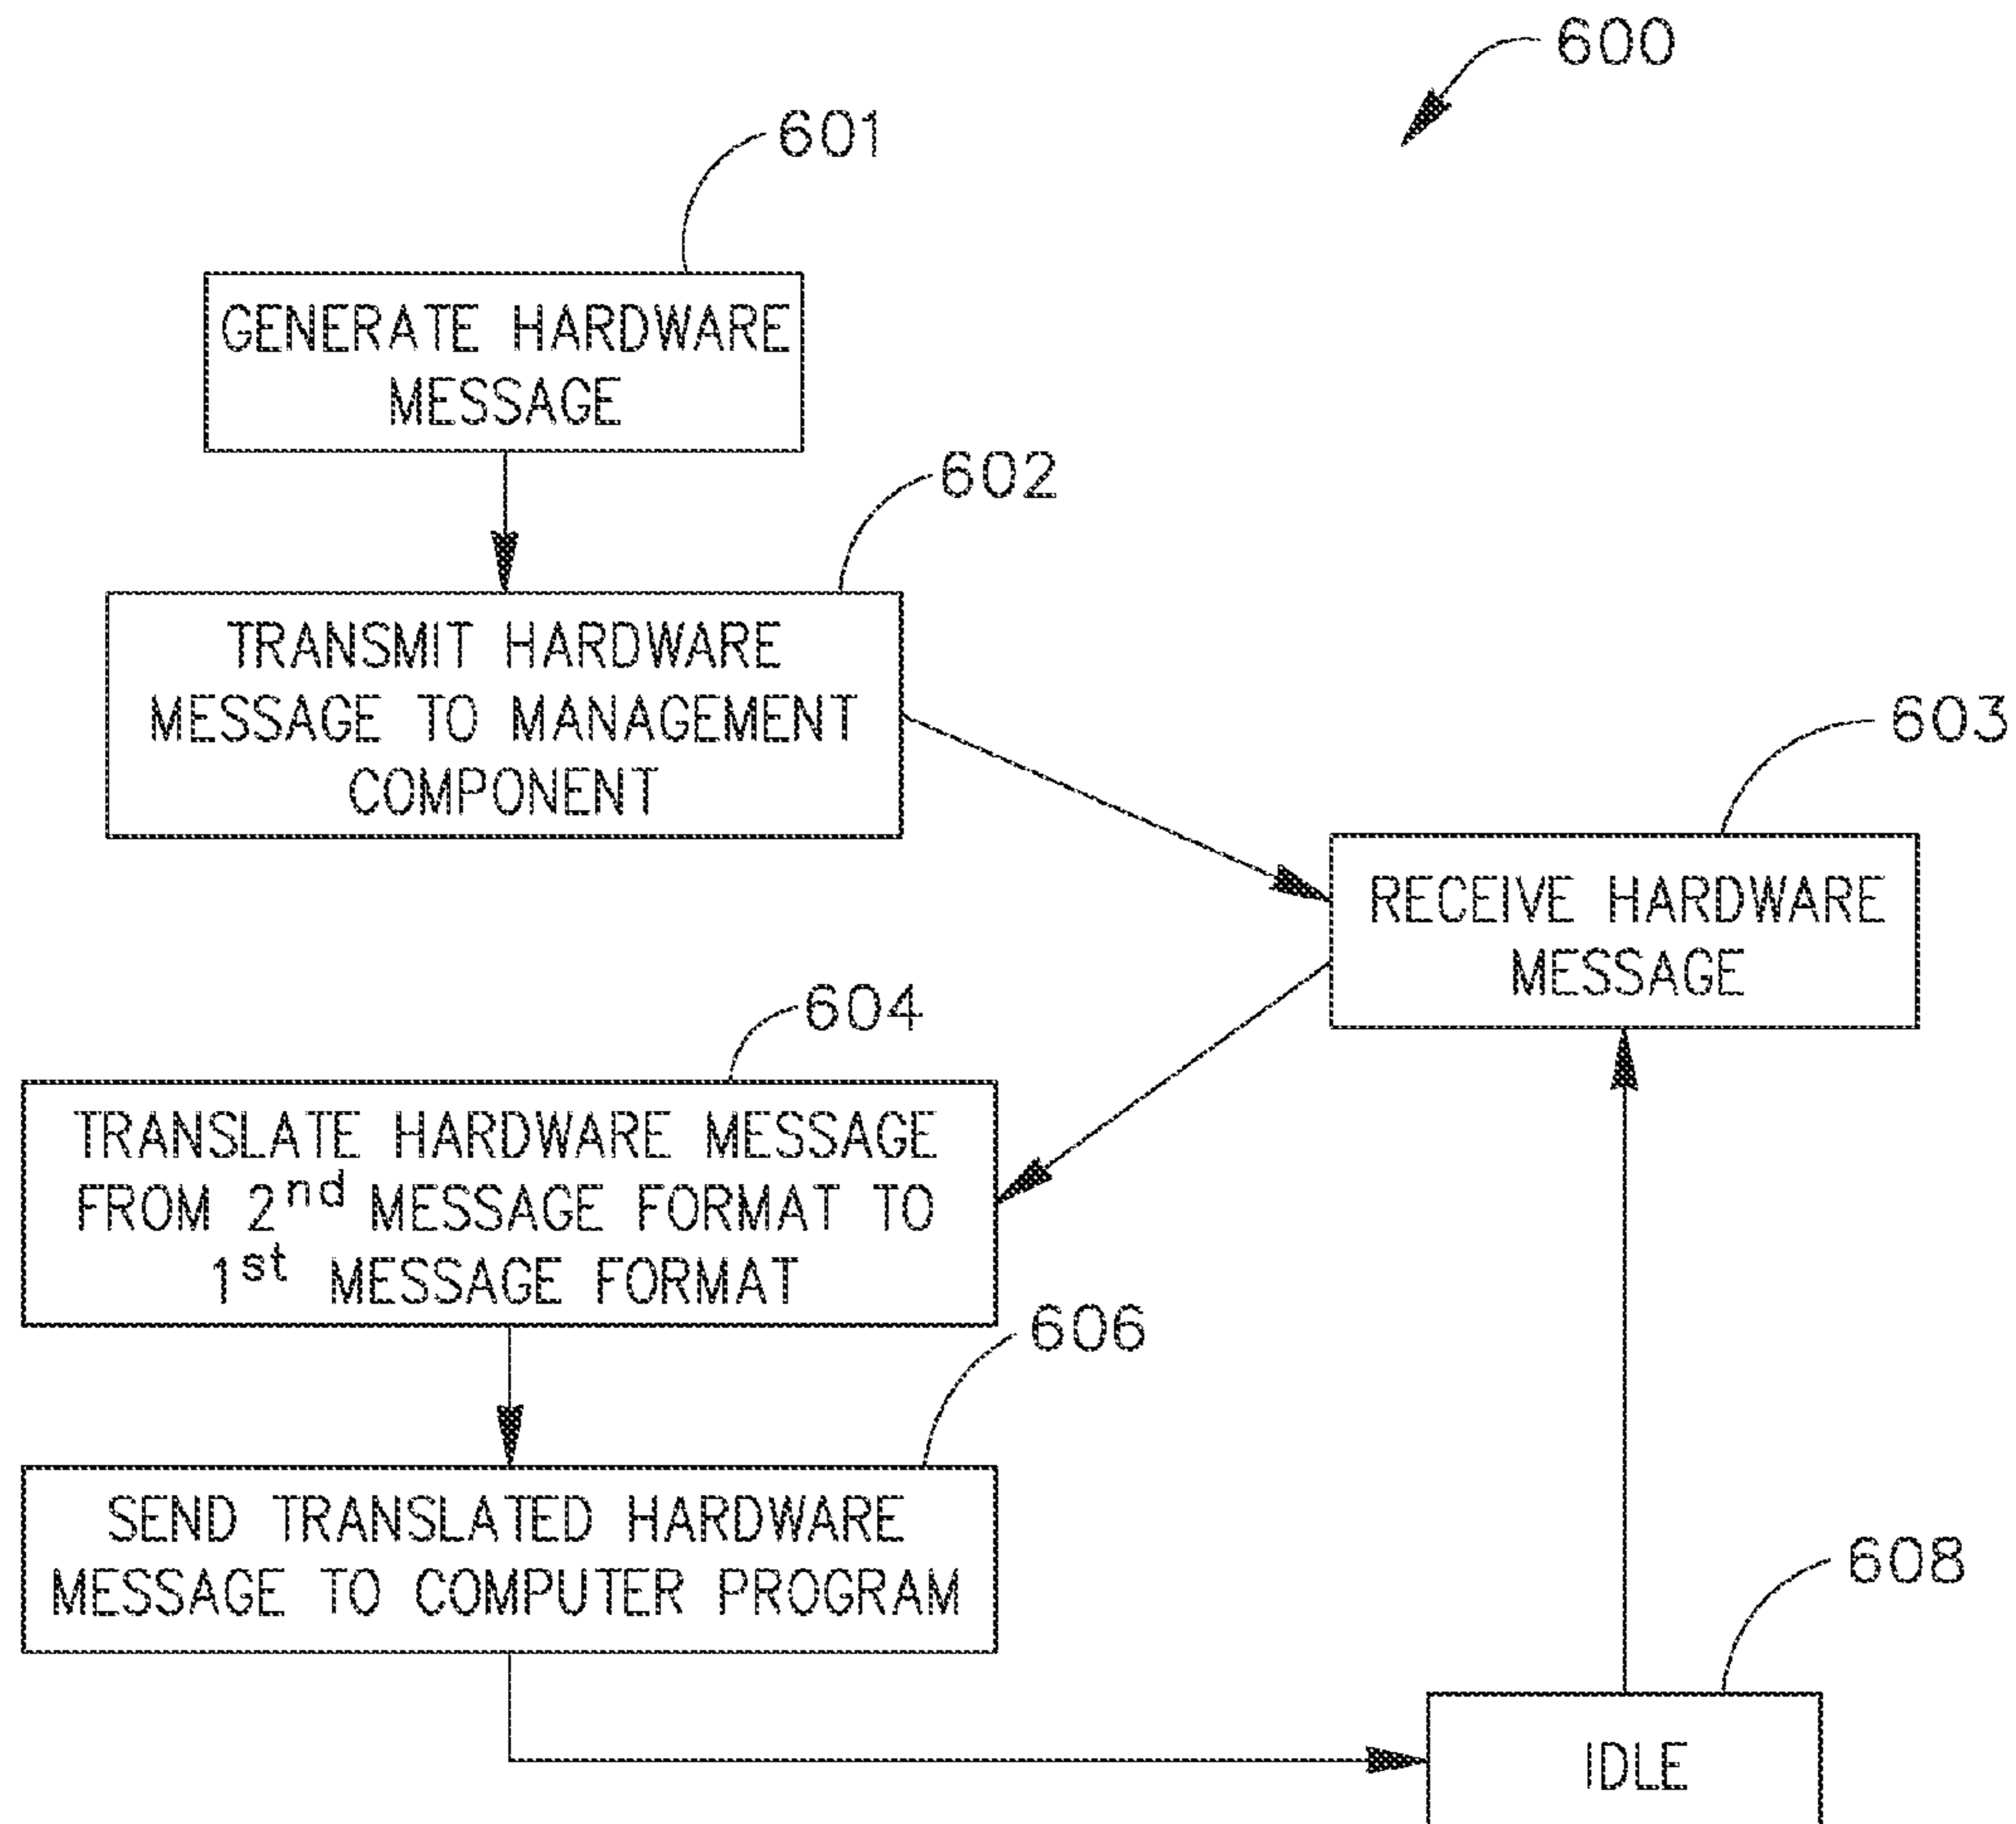 600
601
GENERATE HARDWARE
MESSAGE
602
TRANSMIT HARDWARE
MESSAGE TO MANAGEMENT
COMPONENT
603
RECEIVE HARDWARE
MESSAGE
604
TRANSLATE HARDWARE MESSAGE
FROM 2nd MESSAGE FORMAT TO
1st MESSAGE FORMAT
606
SEND TRANSLATED HARDWARE
MESSAGE TO COMPUTER PROGRAM
608
IDLE